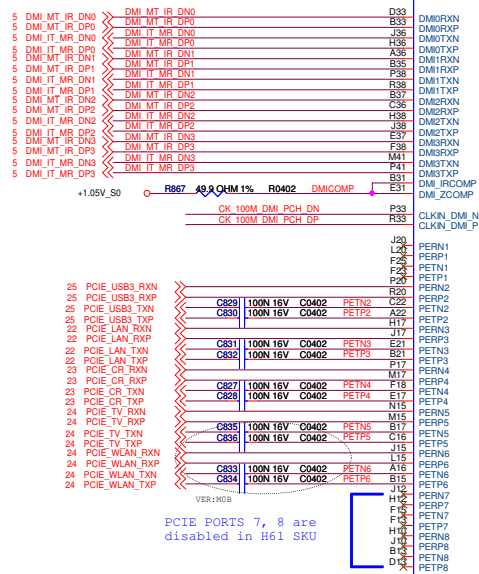 5 DMI_MT_IR_DN0 DMI_MT_IR_DN0 D33 DMI0RXN
5 DMI_MT_IR_DP0 DMI_MT_IR_DP0 B33 DMI0RXP
5 DMI_IT_MR_DN0 DMI_IT_MR_DN0 J36 DMI0TXN
5 DMI_IT_MR_DP0 DMI_IT_MR_DP0 H36 DMI0TXP
5 DMI_MT_IR_DN1 DMI_MT_IR_DN1 A36 DMI1RXN
5 DMI_MT_IR_DP1 DMI_MT_IR_DP1 B35 DMI1RXP
5 DMI_IT_MR_DN1 DMI_IT_MR_DN1 P38 DMI1TXN
5 DMI_IT_MR_DP1 DMI_IT_MR_DP1 R38 DMI1TXP
5 DMI_MT_IR_DN2 DMI_MT_IR_DN2 B37 DMI2RXN
5 DMI_MT_IR_DP2 DMI_MT_IR_DP2 C36 DMI2RXP
5 DMI_IT_MR_DN2 DMI_IT_MR_DN2 H38 DMI2TXN
5 DMI_IT_MR_DP2 DMI_IT_MR_DP2 J38 DMI2TXP
5 DMI_MT_IR_DN3 DMI_MT_IR_DN3 E37 DMI3RXN
5 DMI_MT_IR_DP3 DMI_MT_IR_DP3 F38 DMI3RXP
5 DMI_IT_MR_DN3 DMI_IT_MR_DN3 M41 DMI3TXN
5 DMI_IT_MR_DP3 DMI_IT_MR_DP3 P41 DMI3TXP
B31 DMI_IRCOMP
+1.05V_S0 R867 49.9 OHM 1% R0402 DMICOMP E31 DMI_ZCOMP
CK_100M_DMI_PCH_DN P33 CLKIN_DMI_N
CK_100M_DMI_PCH_DP R33 CLKIN_DMI_P
J20 PERN1
L20 PERP1
F25 PETN1
F23 PETP1
25 PCIE_USB3_RXN P20 PERN2
25 PCIE_USB3_RXP R20 PERP2
25 PCIE_USB3_TXN C829 100N 16V C0402 PETN2 C22 PETN2
25 PCIE_USB3_TXP C830 100N 16V C0402 PETP2 A22 PETP2
22 PCIE_LAN_RXN H17 PERN3
22 PCIE_LAN_RXP J17 PERP3
22 PCIE_LAN_TXN C831 100N 16V C0402 PETN3 E21 PETN3
22 PCIE_LAN_TXP C832 100N 16V C0402 PETP3 B21 PETP3
23 PCIE_CR_RXN P17 PERN4
23 PCIE_CR_RXP M17 PERP4
23 PCIE_CR_TXN C827 100N 16V C0402 PETN4 F18 PETN4
23 PCIE_CR_TXP C828 100N 16V C0402 PETP4 E17 PETP4
24 PCIE_TV_RXN N15 PERN5
24 PCIE_TV_RXP M15 PERP5
24 PCIE_TV_TXN C835 100N 16V C0402 PETN5 B17 PETN5
24 PCIE_TV_TXP C836 100N 16V C0402 PETP5 C16 PETP5
24 PCIE_WLAN_RXN J15 PERN6
24 PCIE_WLAN_RXP L15 PERP6
24 PCIE_WLAN_TXN C833 100N 16V C0402 PETN6 A16 PETN6
24 PCIE_WLAN_TXP C834 100N 16V C0402 PETP6 B15 PETP6
J12 PERN7
VER:M0B H12 PERP7
F15 PETN7
F13 PETP7
H10 PERN8
J10 PERP8
B13 PETN8
D13 PETP8
PCIE PORTS 7, 8 are
disabled in H61 SKU